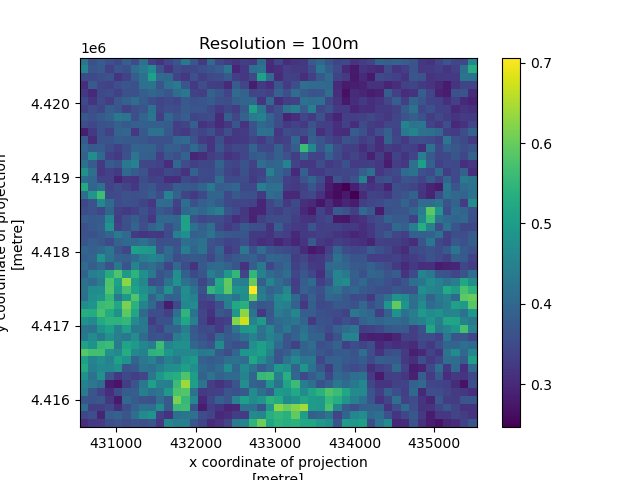 Resolution = 100m
1e6
4.420
4.419
4.418
4.417
4.416
y coordinate of projection
[metre]
431000 432000 433000 434000 435000
x coordinate of projection
[metre]
0.7
0.6
0.5
0.4
0.3